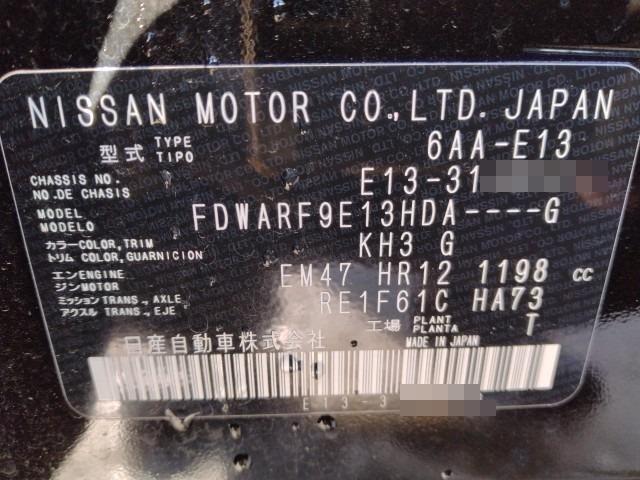 NISSAN MOTOR CO.,LTD. JAPAN
型式 TYPE TIPO 6AA-E13
CHASSIS NO. NO.DE CHASIS E13-31
MODEL MODELO FDWARF9E13HDA----G
カラー COLOR,TRIM トリム COLOR,GUARNICION KH3 G
エンジン ENGINE MOTOR EM47 HR12 1198 cc
ミッション TRANS., AXLE アクスル TRANS., EJE RE1F61C HA73
工場 PLANT PLANTA T
日産自動車株式会社 MADE IN JAPAN
E13-3